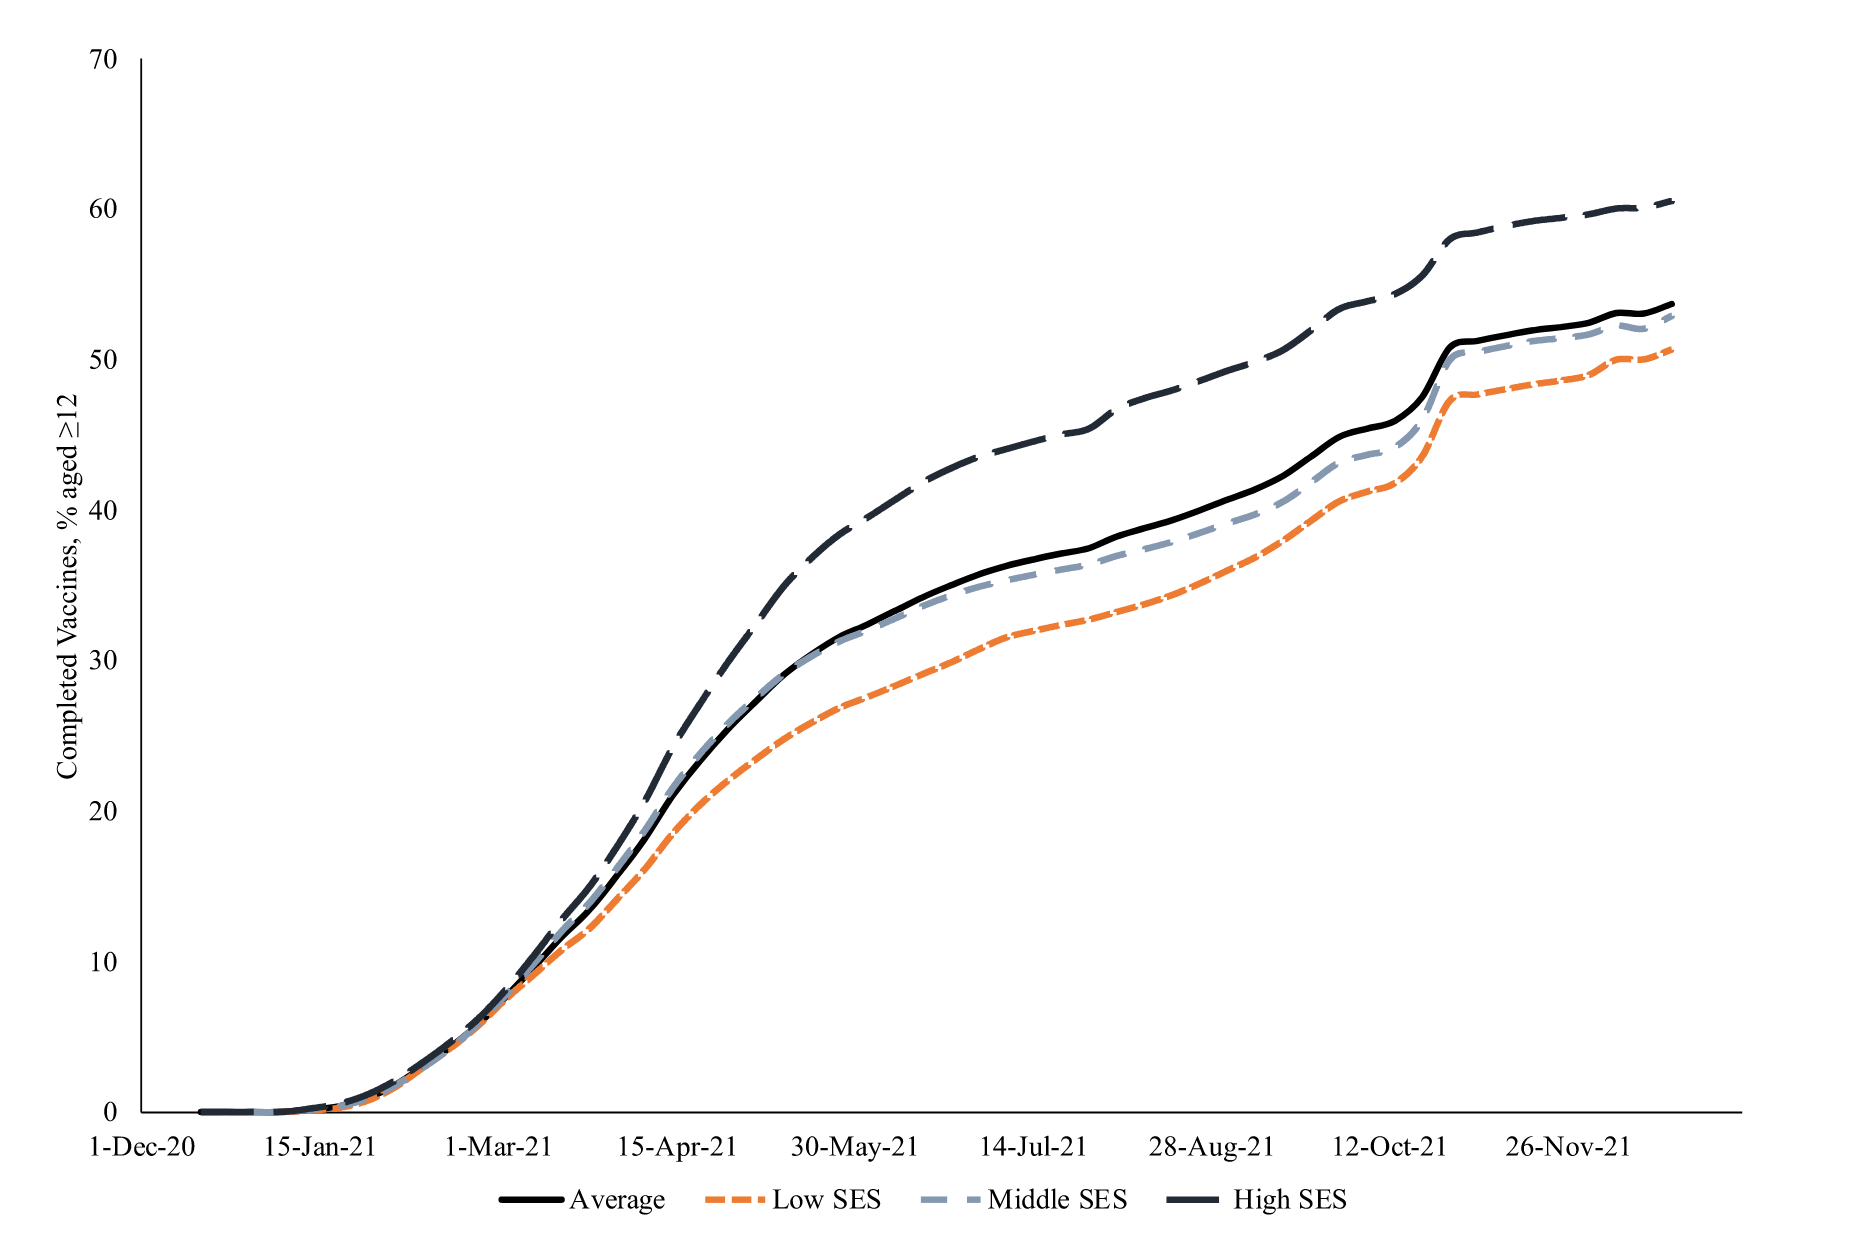 70
60
50
40
30
20
10
0
Completed Vaccines, % aged ≥12
1-Dec-20 15-Jan-21 1-Mar-21 15-Apr-21 30-May-21 14-Jul-21 28-Aug-21 12-Oct-21 26-Nov-21
Average Low SES Middle SES High SES